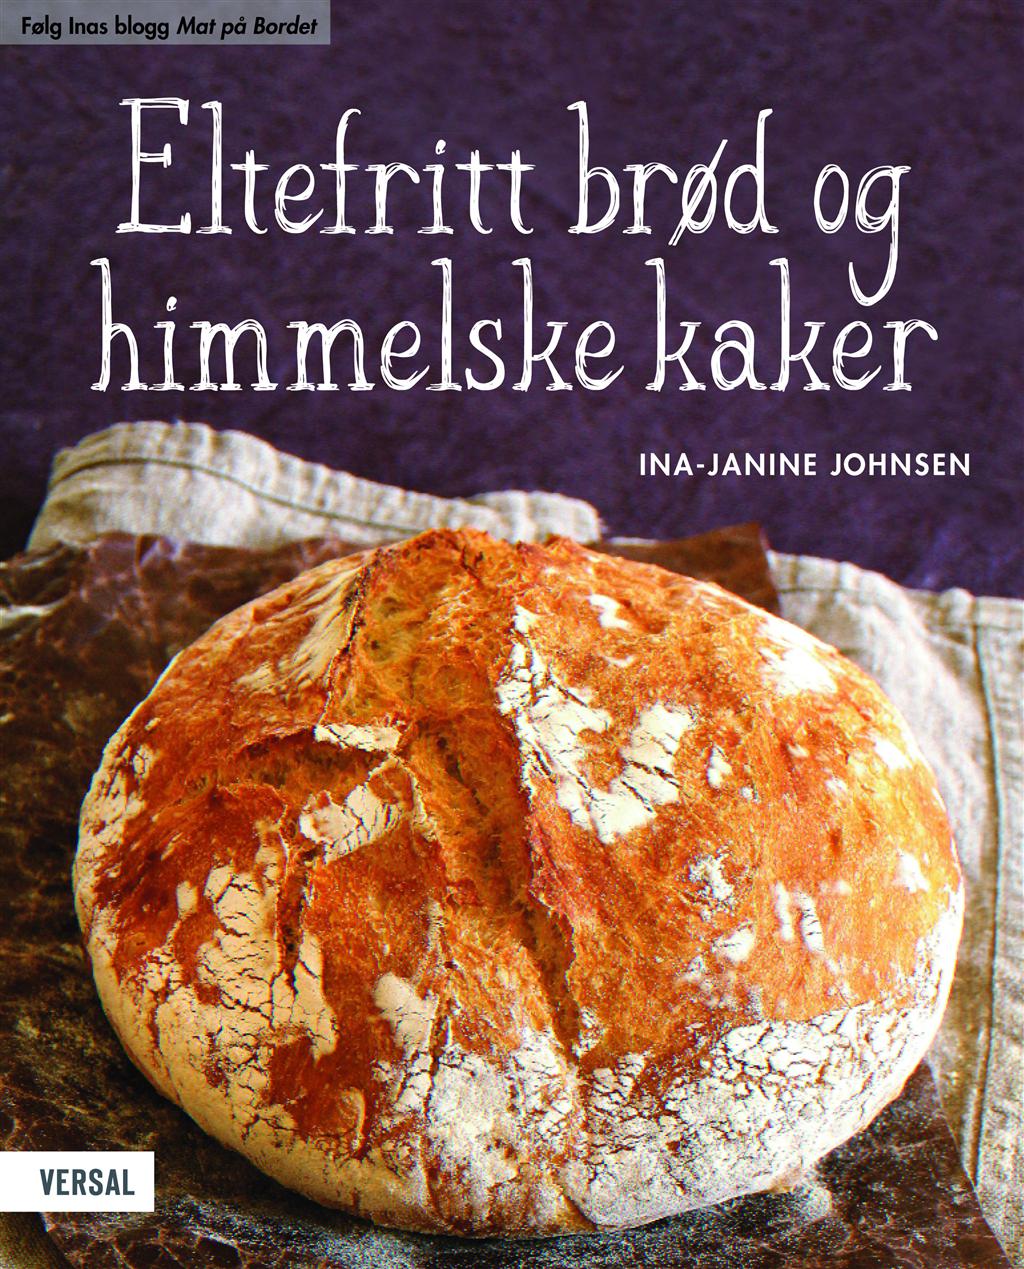 Følg Inas blogg Mat på Bordet
Eltefritt brød og
himmelske kaker
INA-JANINE JOHNSEN
VERSAL